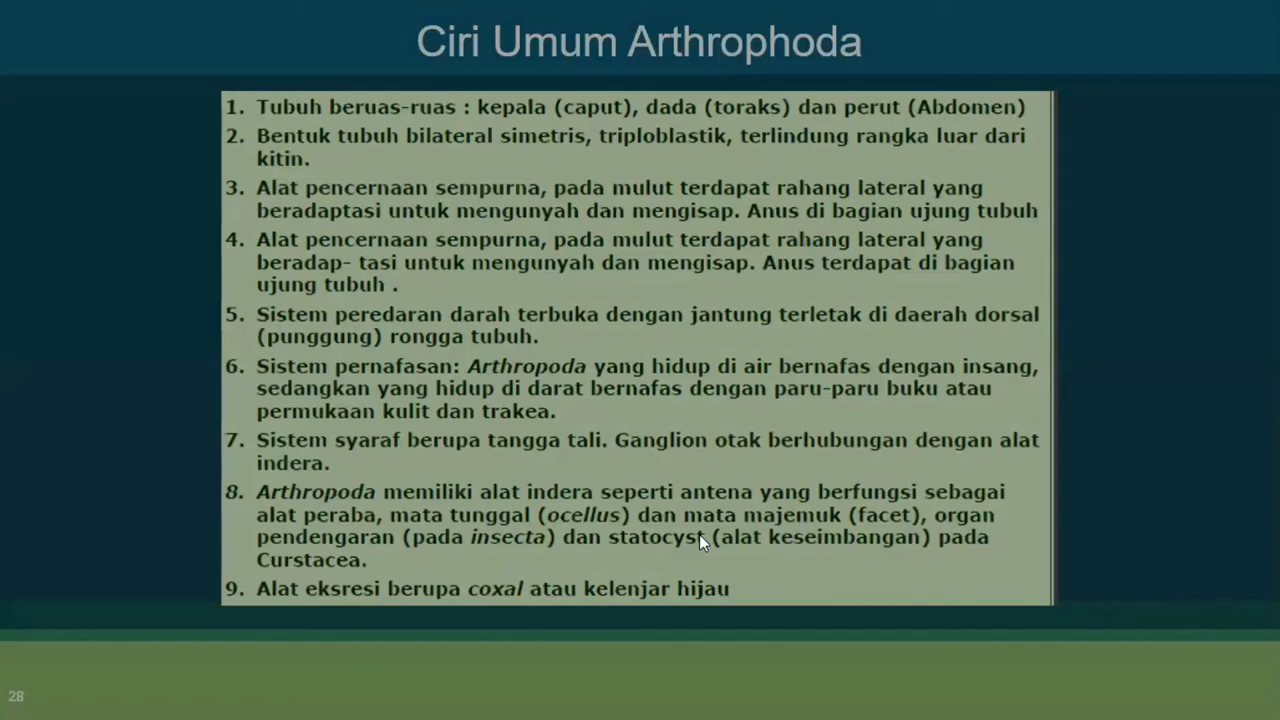 Ciri Umum Arthrophoda
1. Tubuh beruas-ruas : kepala (caput), dada (toraks) dan perut (Abdomen)
2. Bentuk tubuh bilateral simetris, triploblastik, terlindung rangka luar dari
kitin.
3. Alat pencernaan sempurna, pada mulut terdapat rahang lateral yang
beradaptasi untuk mengunyah dan mengisap. Anus di bagian ujung tubuh
4. Alat pencernaan sempurna, pada mulut terdapat rahang lateral yang
beradap- tasi untuk mengunyah dan mengisap. Anus terdapat di bagian
ujung tubuh .
5. Sistem peredaran darah terbuka dengan jantung terletak di daerah dorsal
(punggung) rongga tubuh.
6. Sistem pernafasan: Arthropoda yang hidup di air bernafas dengan insang,
sedangkan yang hidup di darat bernafas dengan paru-paru buku atau
permukaan kulit dan trakea.
7. Sistem syaraf berupa tangga tali. Ganglion otak berhubungan dengan alat
indera.
8. Arthropoda memiliki alat indera seperti antena yang berfungsi sebagai
alat peraba, mata tunggal (ocellus) dan mata majemuk (facet), organ
pendengaran (pada insecta) dan statocyst (alat keseimbangan) pada
Curstacea.
9. Alat eksresi berupa coxal atau kelenjar hijau
28